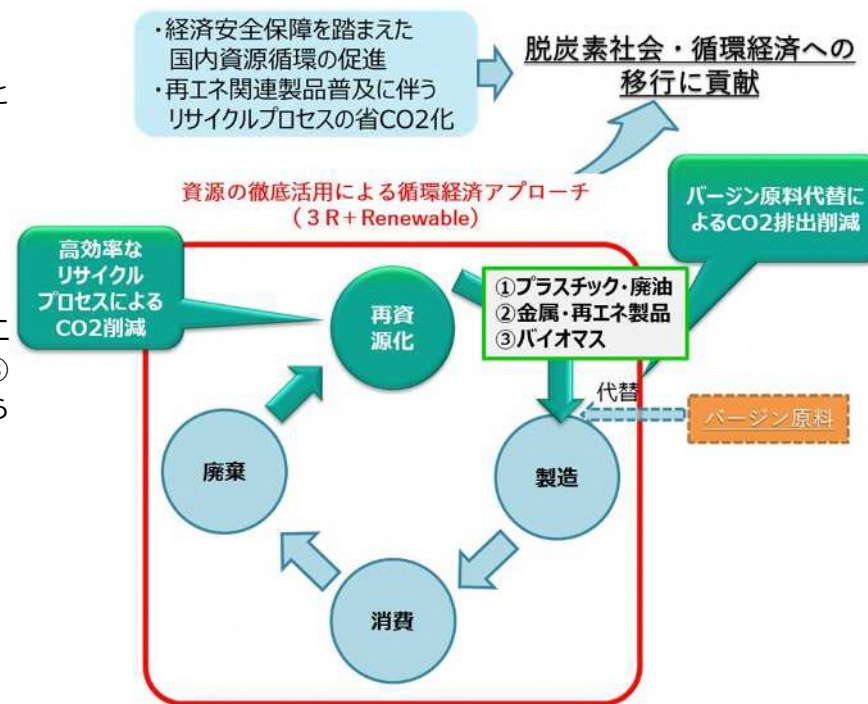 ・経済安全保障を踏まえた
国内資源循環の促進
・再エネ関連製品普及に伴う
リサイクルプロセスの省CO2化
脱炭素社会・循環経済への
移行に貢献
と
資源の徹底活用による循環経済アプローチ
（３R＋Renewable）
バージン原料代替に
よるCO2排出削減
高効率な
リサイクル
プロセスによる
CO2削減
再資
源化
①プラスチック・廃油
②金属・再エネ製品
③バイオマス
ら
代替
バージン原料
廃棄
製造
消費